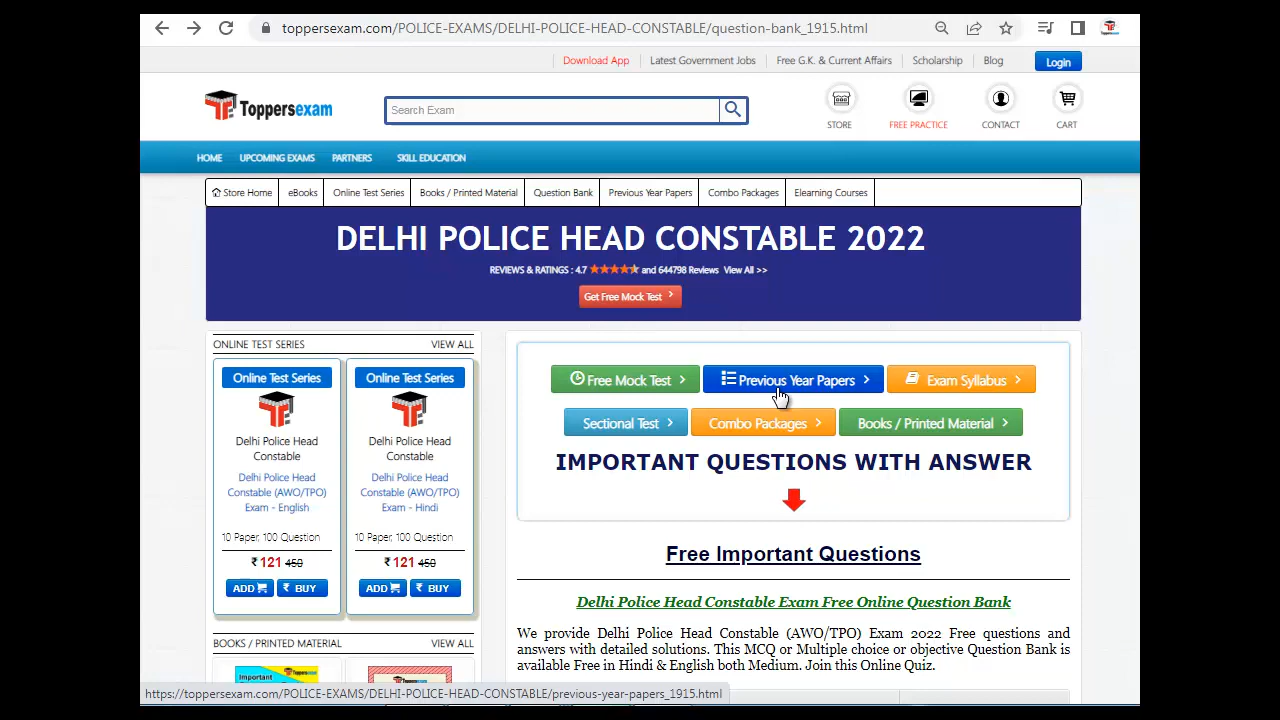 toppersexam.com/POLICE-EXAMS/DELHI-POLICE-HEAD-CONSTABLE/question-bank_1915.html
Download App Latest Government Jobs Free G.K. & Current Affairs Scholarship Blog Login
Toppersexam
Search Exam
STORE FREE PRACTICE CONTACT CART
HOME UPCOMING EXAMS PARTNERS SKILL EDUCATION
Store Home eBooks Online Test Series Books / Printed Material Question Bank Previous Year Papers Combo Packages Elearning Courses
DELHI POLICE HEAD CONSTABLE 2022
REVIEWS & RATINGS : 4.7 and 644798 Reviews View All >>
Get Free Mock Test
ONLINE TEST SERIES VIEW ALL
Online Test Series
Delhi Police Head
Constable
Delhi Police Head
Constable (AWO/TPO)
Exam - English
10 Paper, 100 Question
₹ 121 450
ADD ₹ BUY
Online Test Series
Delhi Police Head
Constable
Delhi Police Head
Constable (AWO/TPO)
Exam - Hindi
10 Paper, 100 Question
₹ 121 450
ADD ₹ BUY
BOOKS / PRINTED MATERIAL VIEW ALL
Important
Toppersexam
Free Mock Test Previous Year Papers Exam Syllabus
Sectional Test Combo Packages Books / Printed Material
IMPORTANT QUESTIONS WITH ANSWER
Free Important Questions
Delhi Police Head Constable Exam Free Online Question Bank
We provide Delhi Police Head Constable (AWO/TPO) Exam 2022 Free questions and
answers with detailed solutions. This MCQ or Multiple choice or objective Question Bank is
available Free in Hindi & English both Medium. Join this Online Quiz.
https://toppersexam.com/POLICE-EXAMS/DELHI-POLICE-HEAD-CONSTABLE/previous-year-papers_1915.html